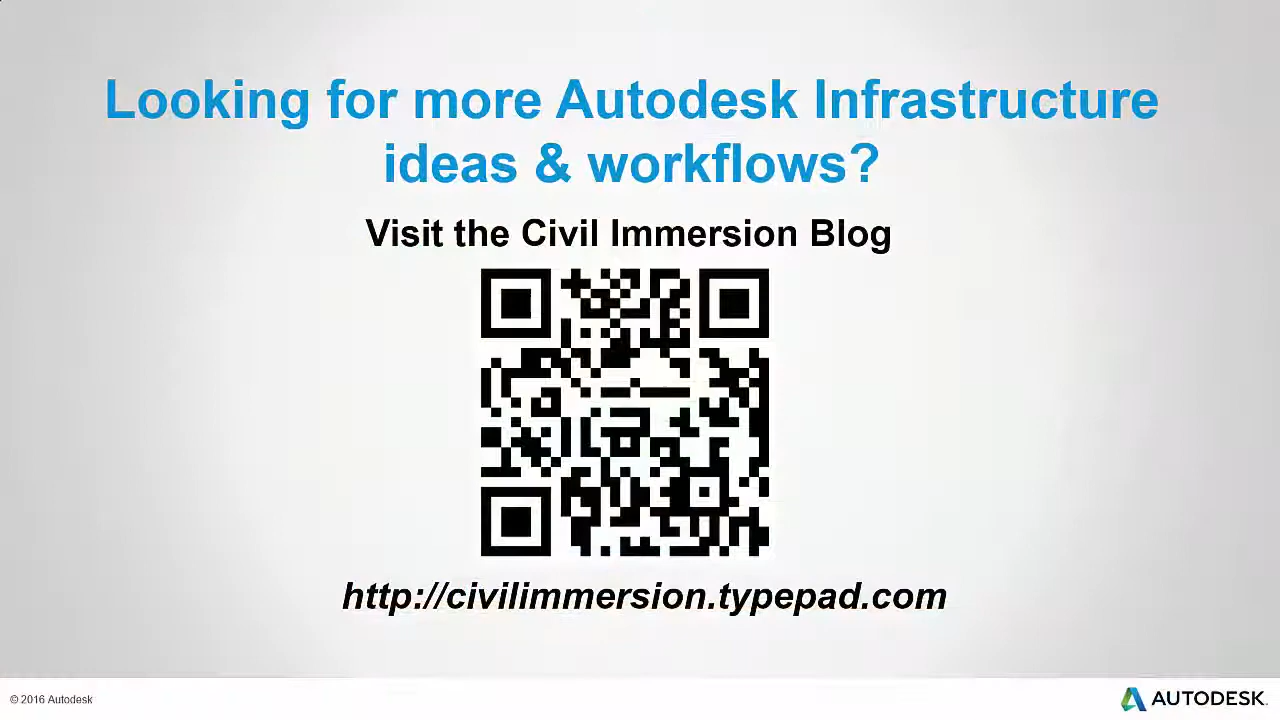 Looking for more Autodesk Infrastructure
ideas & workflows?
Visit the Civil Immersion Blog
http://civilimmersion.typepad.com
© 2016 Autodesk
AUTODESK.